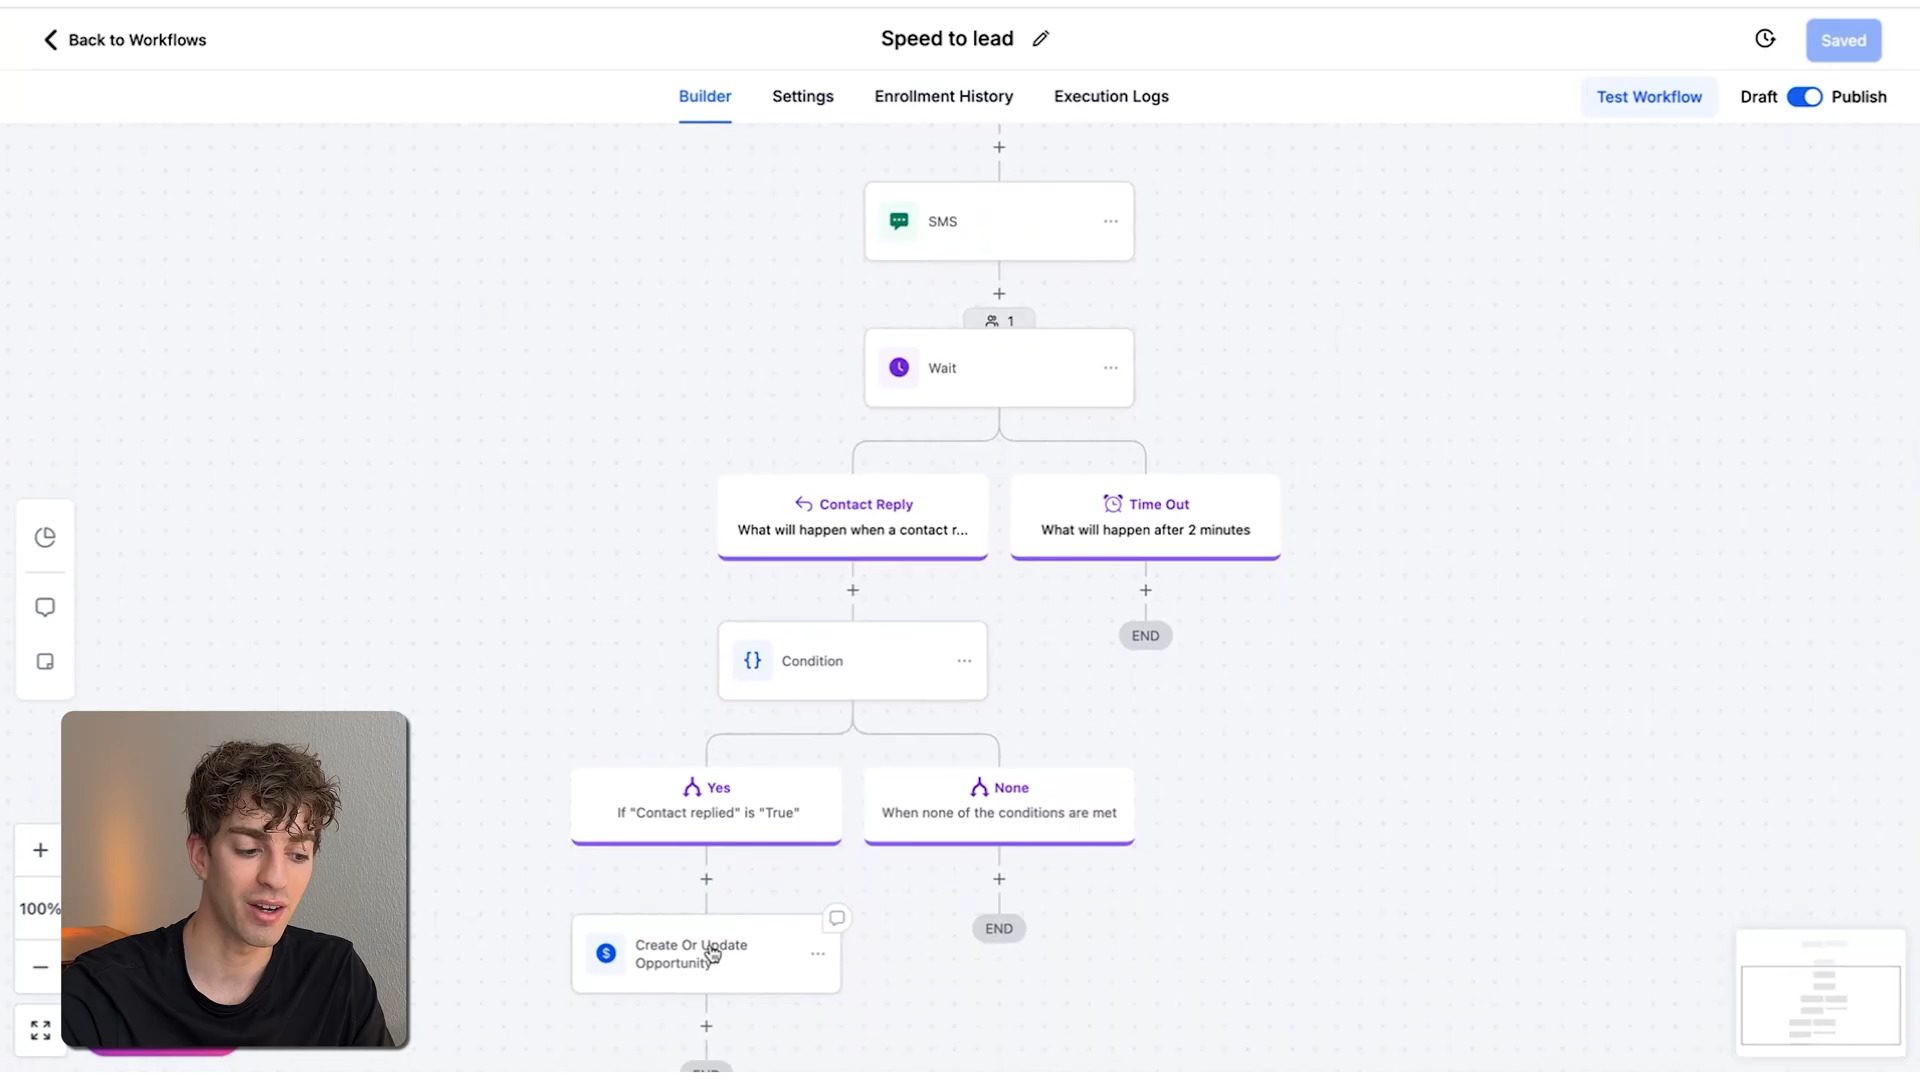 Back to Workflows
Speed to lead
Saved
Builder
Settings
Enrollment History
Execution Logs
Test Workflow
Draft
Publish
+
SMS
+
1
Wait
Contact Reply
What will happen when a contact r...
Time Out
What will happen after 2 minutes
+
+
END
Condition
Yes
If "Contact replied" is "True"
None
When none of the conditions are met
+
+
100%
Create Or Update
Opportunity
END
+